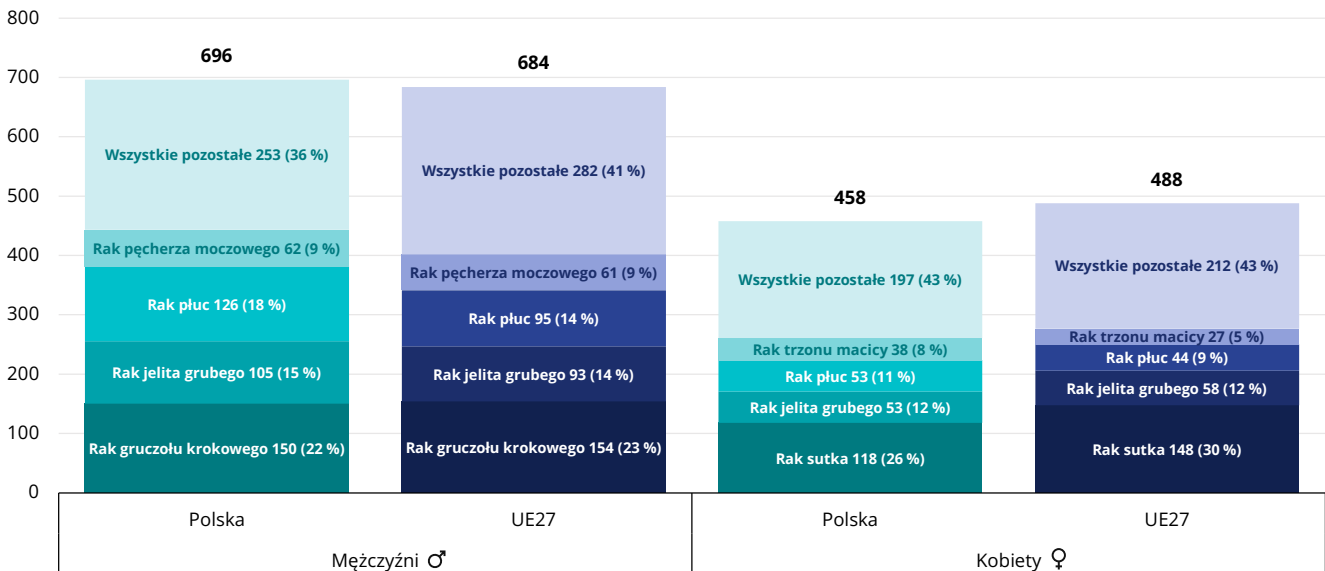 800
700
600
500
400
300
200
100
0
696
Wszystkie pozostałe 253 (36 %)
Rak pęcherza moczowego 62 (9 %)
Rak płuc 126 (18 %)
Rak jelita grubego 105 (15 %)
Rak gruczołu krokowego 150 (22 %)
684
Wszystkie pozostałe 282 (41 %)
Rak pęcherza moczowego 61 (9 %)
Rak płuc 95 (14 %)
Rak jelita grubego 93 (14 %)
Rak gruczołu krokowego 154 (23 %)
458
Wszystkie pozostałe 197 (43 %)
Rak trzonu macicy 38 (8 %)
Rak płuc 53 (11 %)
Rak jelita grubego 53 (12 %)
Rak sutka 118 (26 %)
488
Wszystkie pozostałe 212 (43 %)
Rak trzonu macicy 27 (5 %)
Rak płuc 44 (9 %)
Rak jelita grubego 58 (12 %)
Rak sutka 148 (30 %)
Polska
UE27
Polska
UE27
Mężczyźni ♂
Kobiety ♀